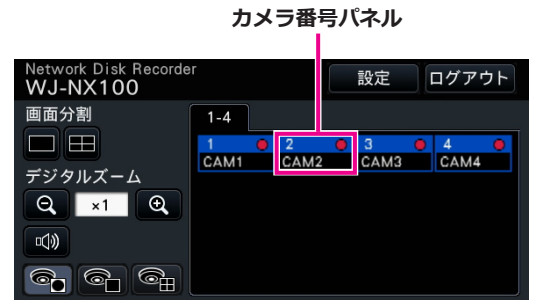 カメラ番号パネル
Network Disk Recorder
WJ-NX100
設定
ログアウト
画面分割
1-4
1 2 3 4
CAM1 CAM2 CAM3 CAM4
デジタルズーム
×1